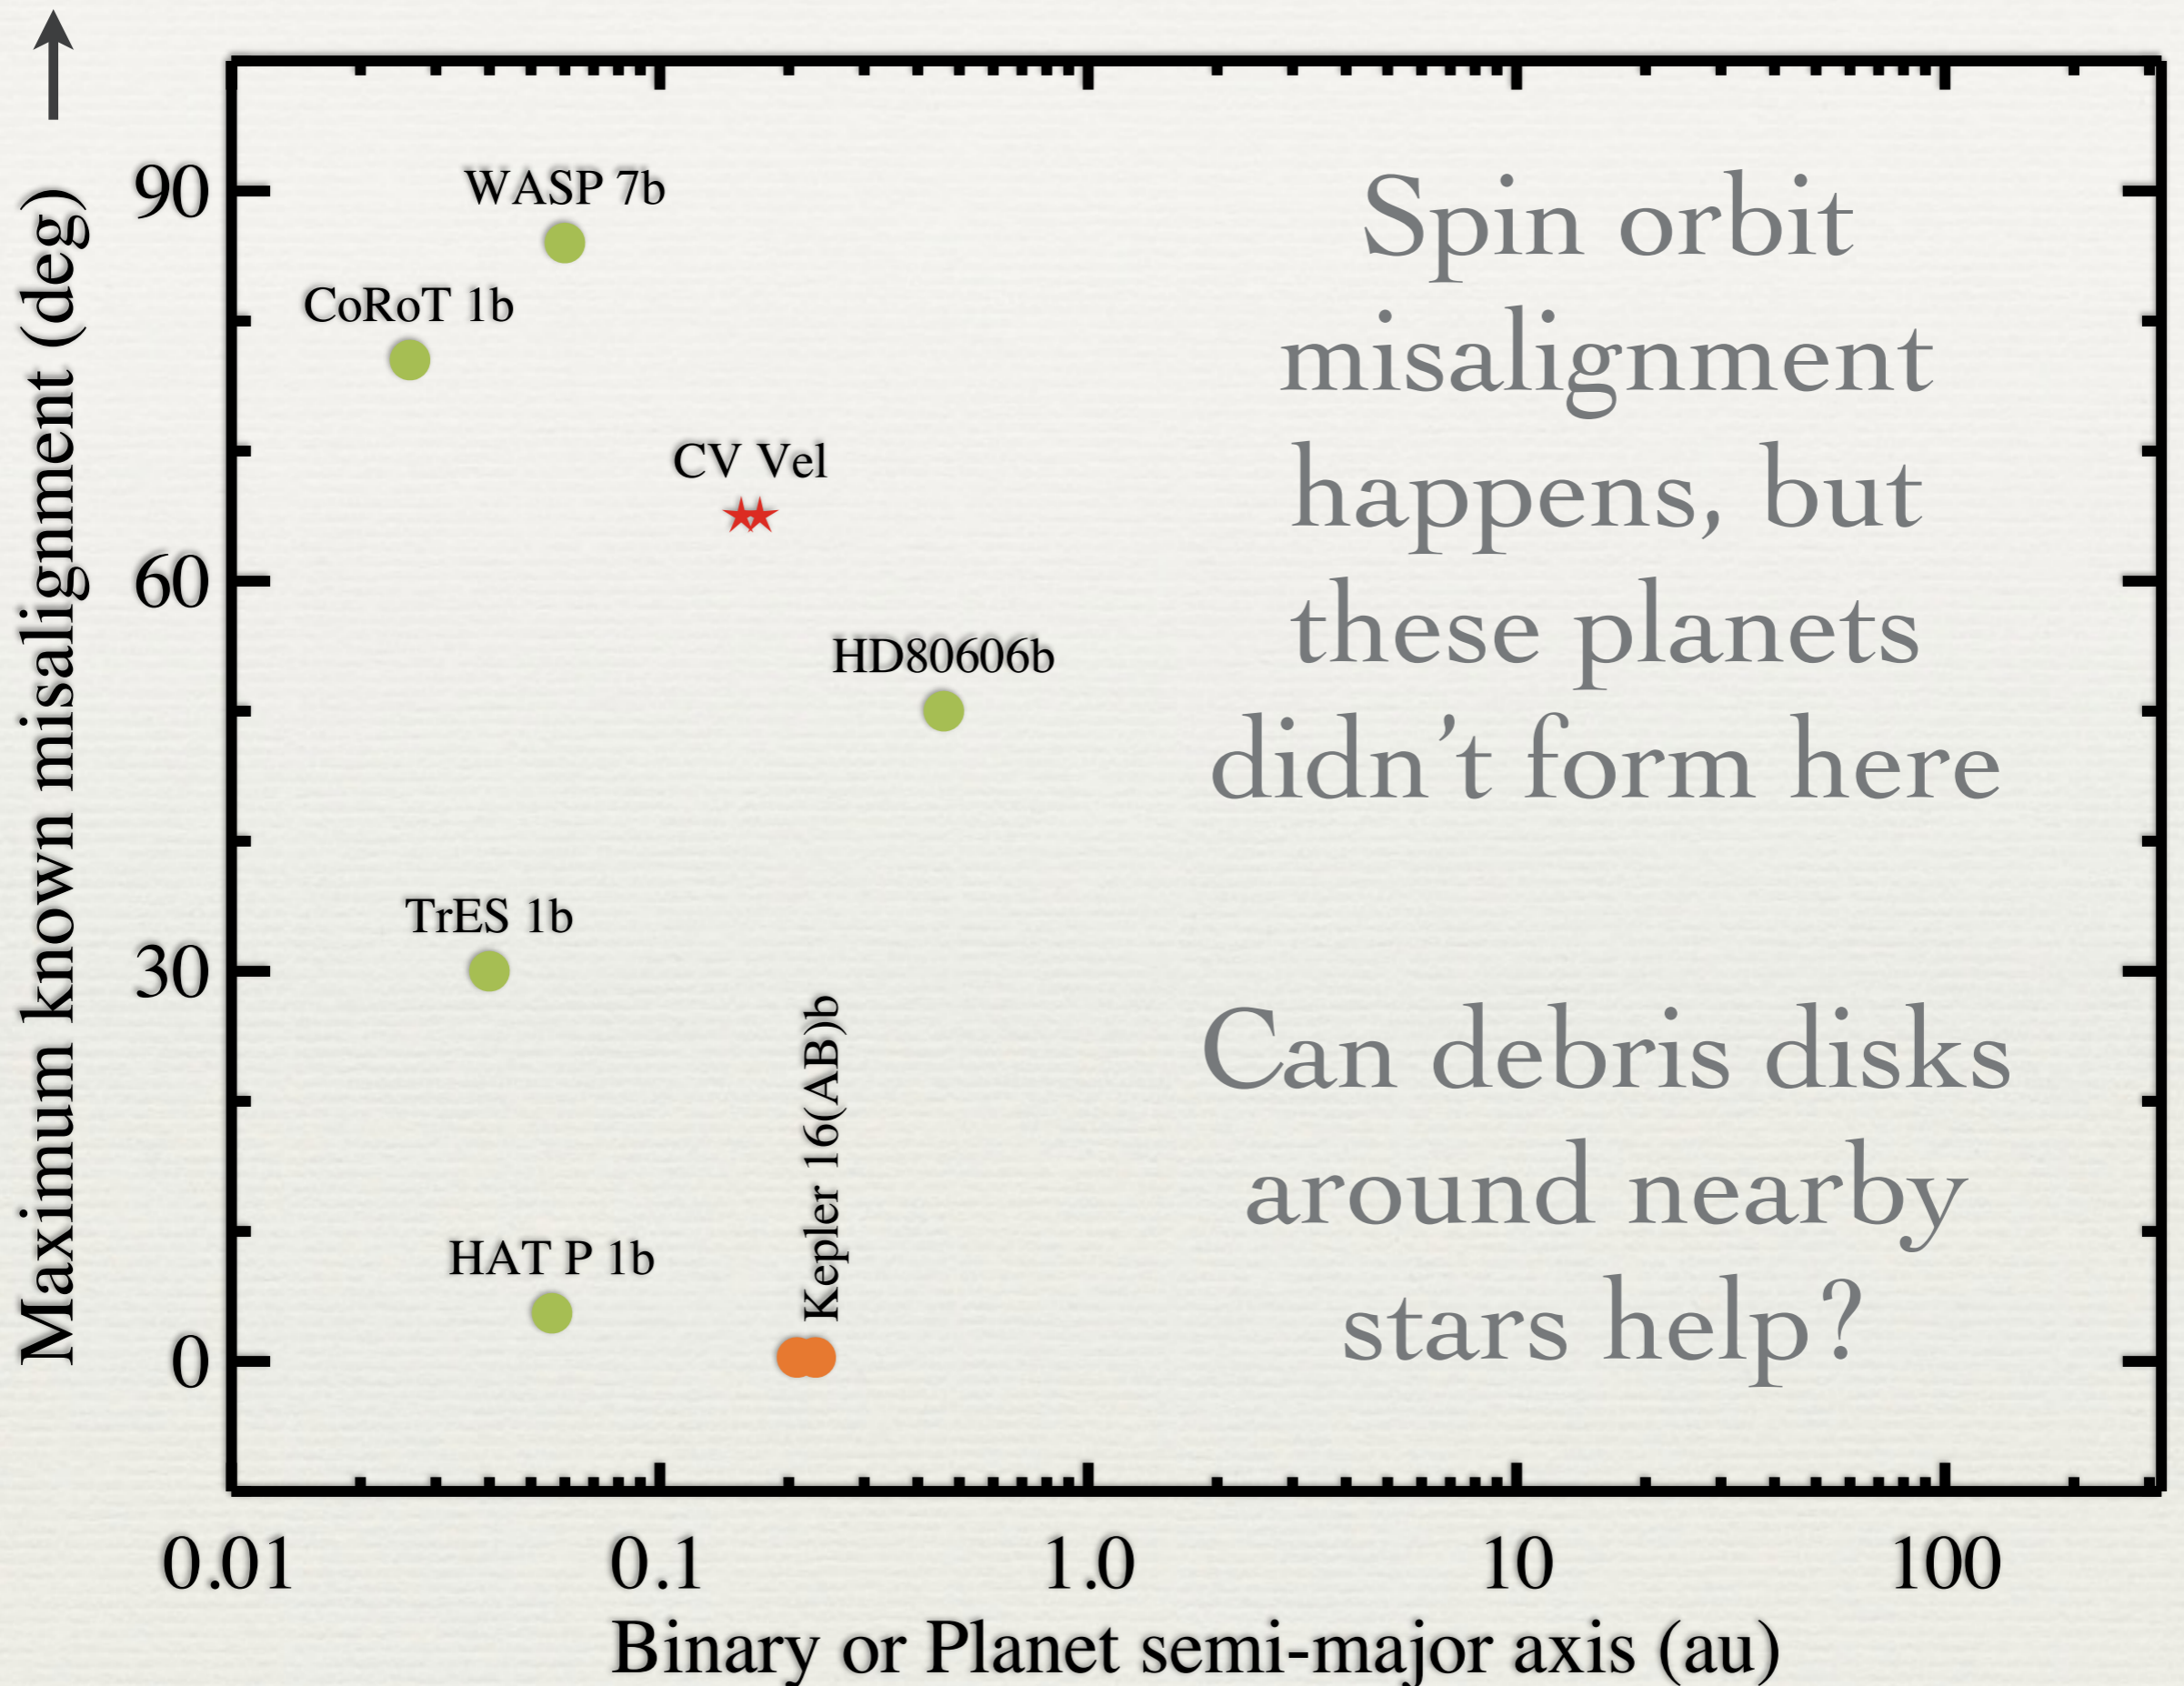 Maximum known misalignment (deg)
90
60
30
0
WASP 7b
CoRoT 1b
CV Vel
HD80606b
TrES 1b
Kepler 16(AB)b
HAT P 1b
Spin orbit
misalignment
happens, but
these planets
didn’t form here
Can debris disks
around nearby
stars help?
0.01
0.1
1.0
10
100
Binary or Planet semi-major axis (au)